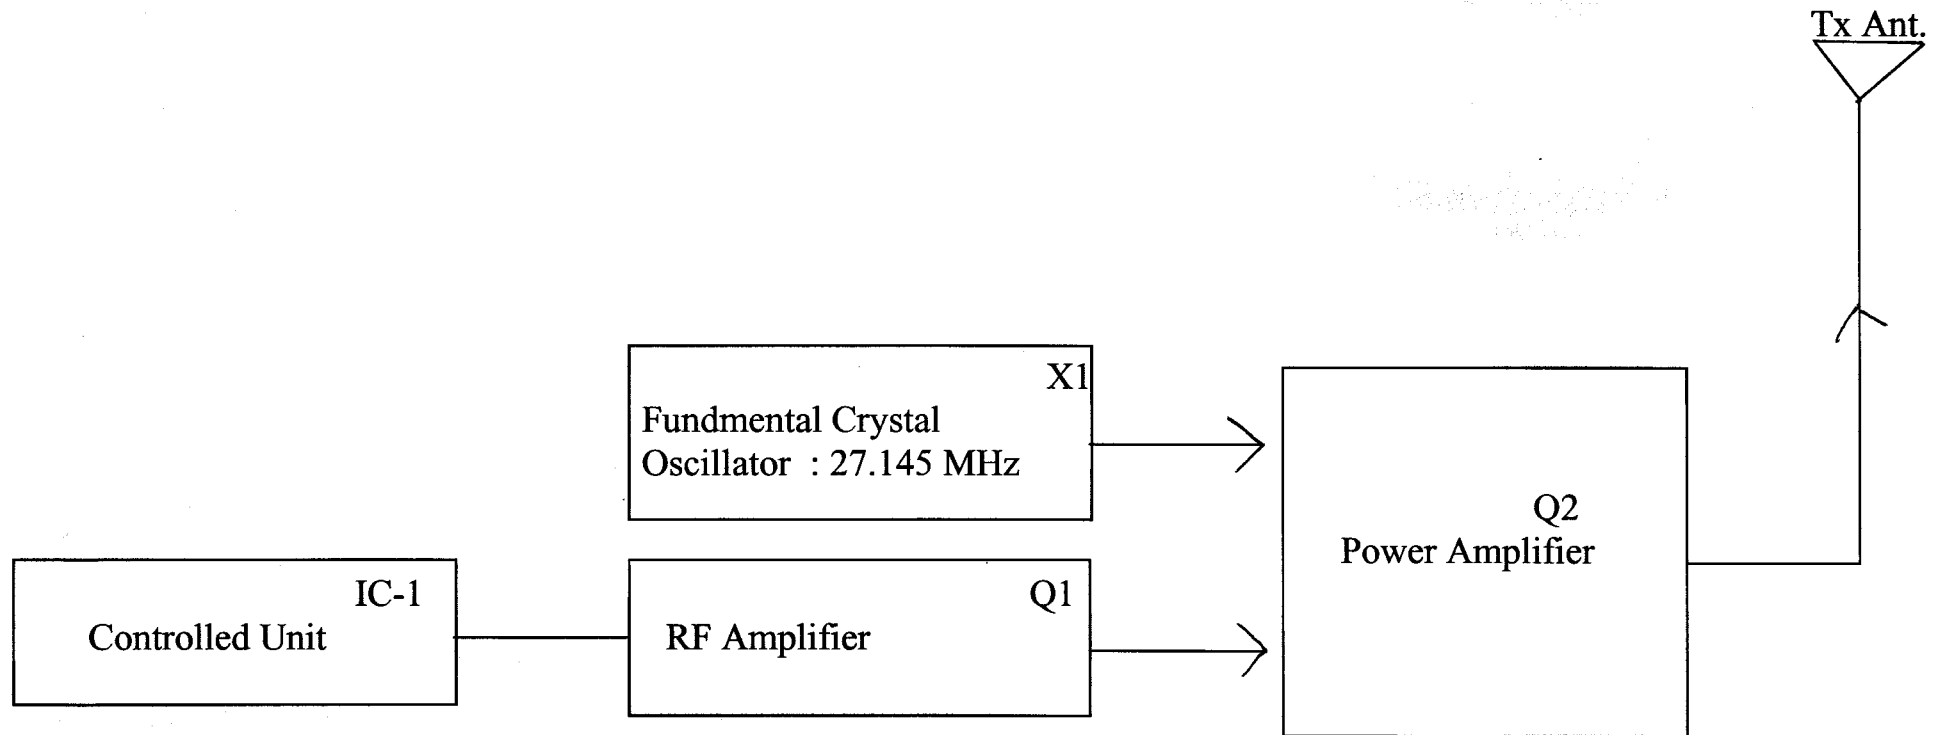 Tx Ant.
X1
Fundmental Crystal
Oscillator : 27.145 MHz
Q2
Power Amplifier
IC-1
Controlled Unit
Q1
RF Amplifier